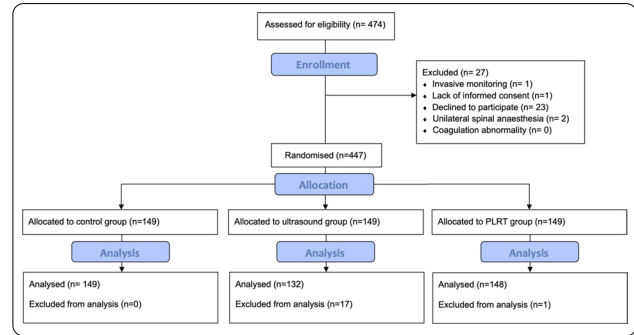 Assessed for eligibility (n= 474)
Enrollment
Excluded (n= 27)
♦ Invasive monitoring (n= 1)
♦ Lack of informed consent (n=1)
♦ Declined to participate (n= 23)
♦ Unilateral spinal anaesthesia (n= 2)
♦ Coagulation abnormality (n= 0)
Randomised (n=447)
Allocation
Allocated to control group (n=149)
Allocated to ultrasound group (n=149)
Allocated to PLRT group (n=149)
Analysis
Analysis
Analysis
Analysed (n= 149)
Excluded from analysis (n=0)
Analysed (n=132)
Excluded from analysis (n=17)
Analysed (n=148)
Excluded from analysis (n=1)